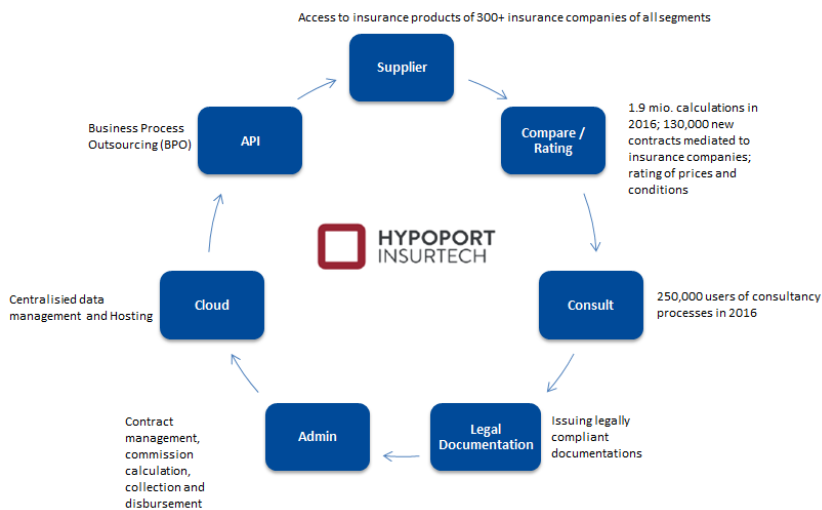 Access to insurance products of 300+ insurance companies of all segments
Supplier
Compare /
Rating
1.9 mio. calculations in
2016; 130,000 new
contracts mediated to
insurance companies;
rating of prices and
conditions
Business Process
Outsourcing (BPO)
API
HYPOPORT
INSURTECH
Centralisied data
management and Hosting
Cloud
Consult
250,000 users of consultancy
processes in 2016
Contract
management,
commission
calculation,
collection and
disbursement
Admin
Legal
Documentation
Issuing legally
compliant
documentations